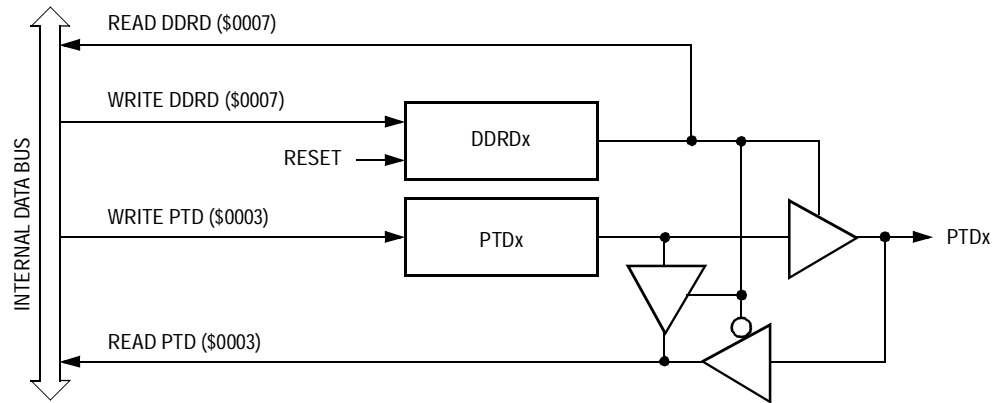 READ DDRD ($0007)
WRITE DDRD ($0007)
DDRDx
RESET
WRITE PTD ($0003)
PTDx
PTDx
READ PTD ($0003)
INTERNAL DATA BUS